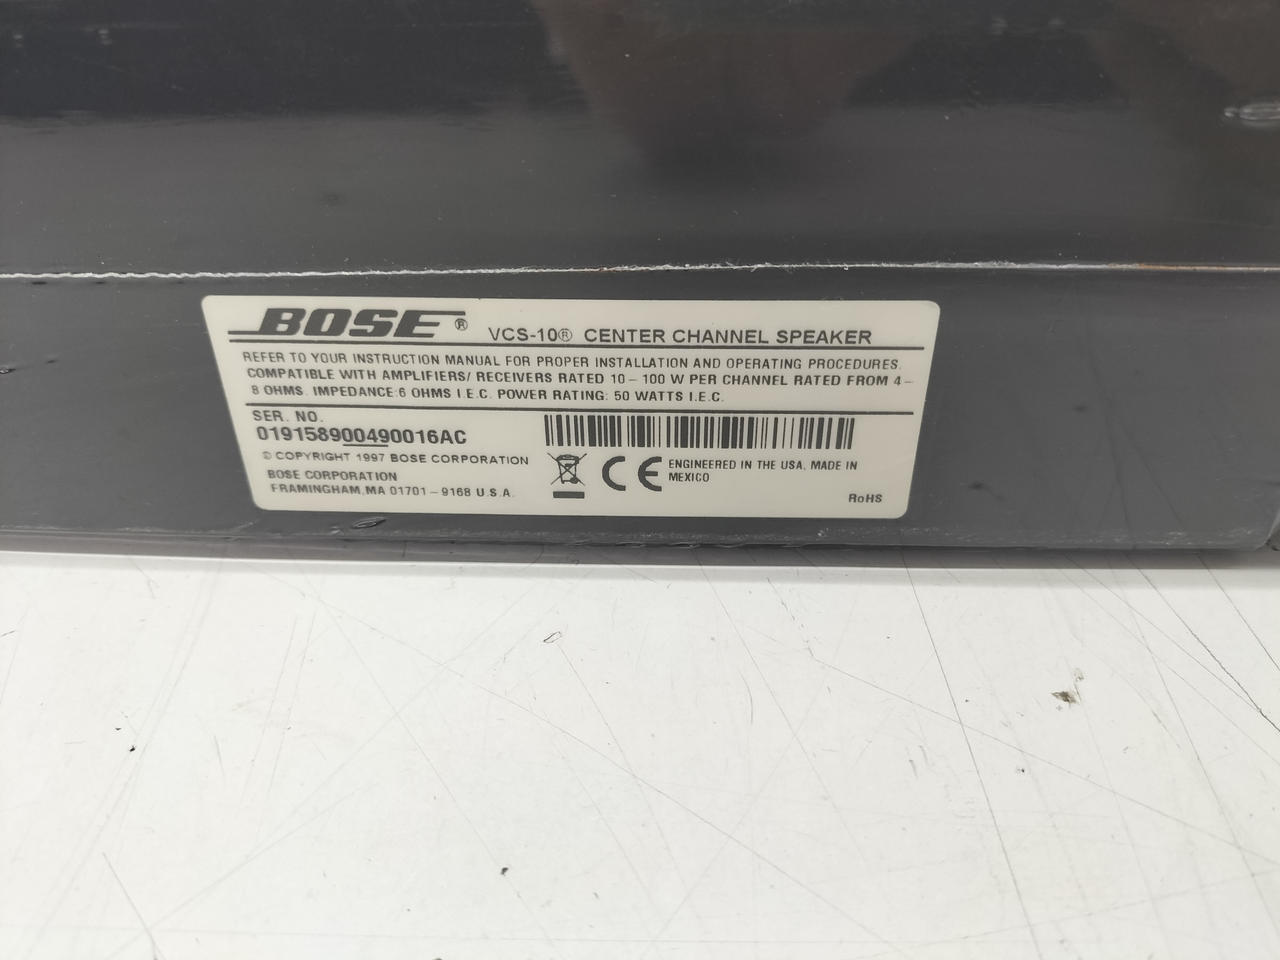 BOSE® VCS-10® CENTER CHANNEL SPEAKER
REFER TO YOUR INSTRUCTION MANUAL FOR PROPER INSTALLATION AND OPERATING PROCEDURES.
COMPATIBLE WITH AMPLIFIERS/ RECEIVERS RATED 10 – 100 W PER CHANNEL RATED FROM 4 –
8 OHMS. IMPEDANCE:6 OHMS I.E.C. POWER RATING: 50 WATTS I.E.C.
SER. NO.
019158900490016AC
© COPYRIGHT 1997 BOSE CORPORATION
BOSE CORPORATION
FRAMINGHAM,MA 01701 – 9168 U.S.A.
CE
ENGINEERED IN THE USA, MADE IN
MEXICO
RoHS